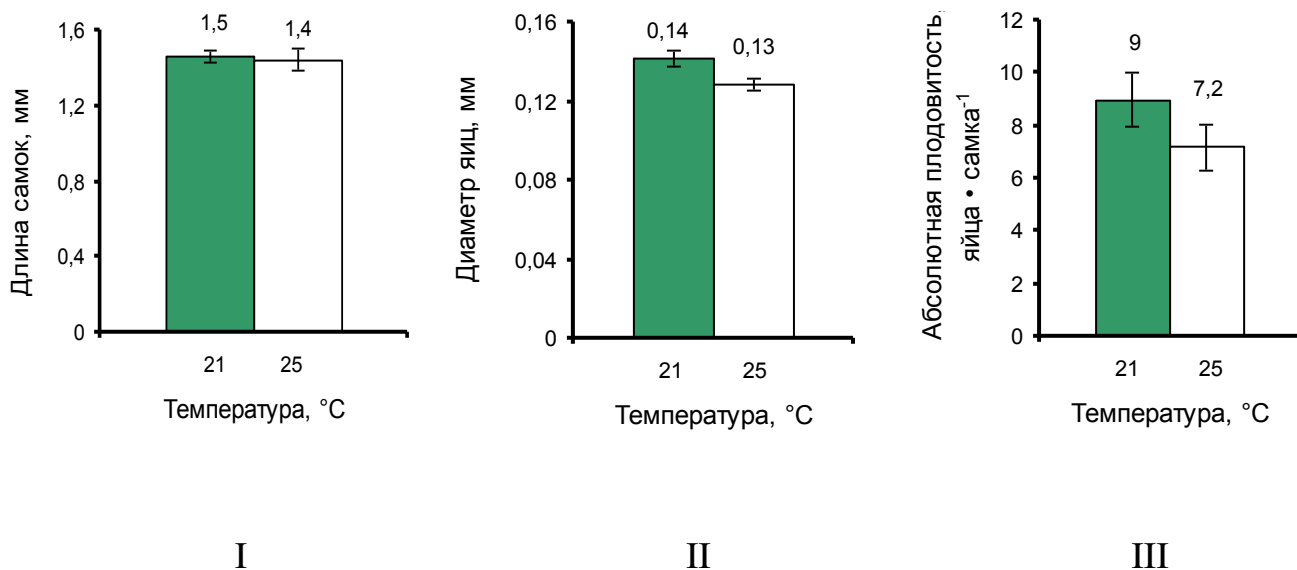 Длина самок, мм
1,6
1,2
0,8
0,4
0
1,5
1,4
21
25
Температура, °C
I
Диаметр яиц, мм
0,16
0,12
0,08
0,04
0
0,14
0,13
21
25
Температура, °C
II
Абсолютная плодовитость,
яйца • самка⁻¹
12
10
8
6
4
2
0
9
7,2
21
25
Температура, °C
III